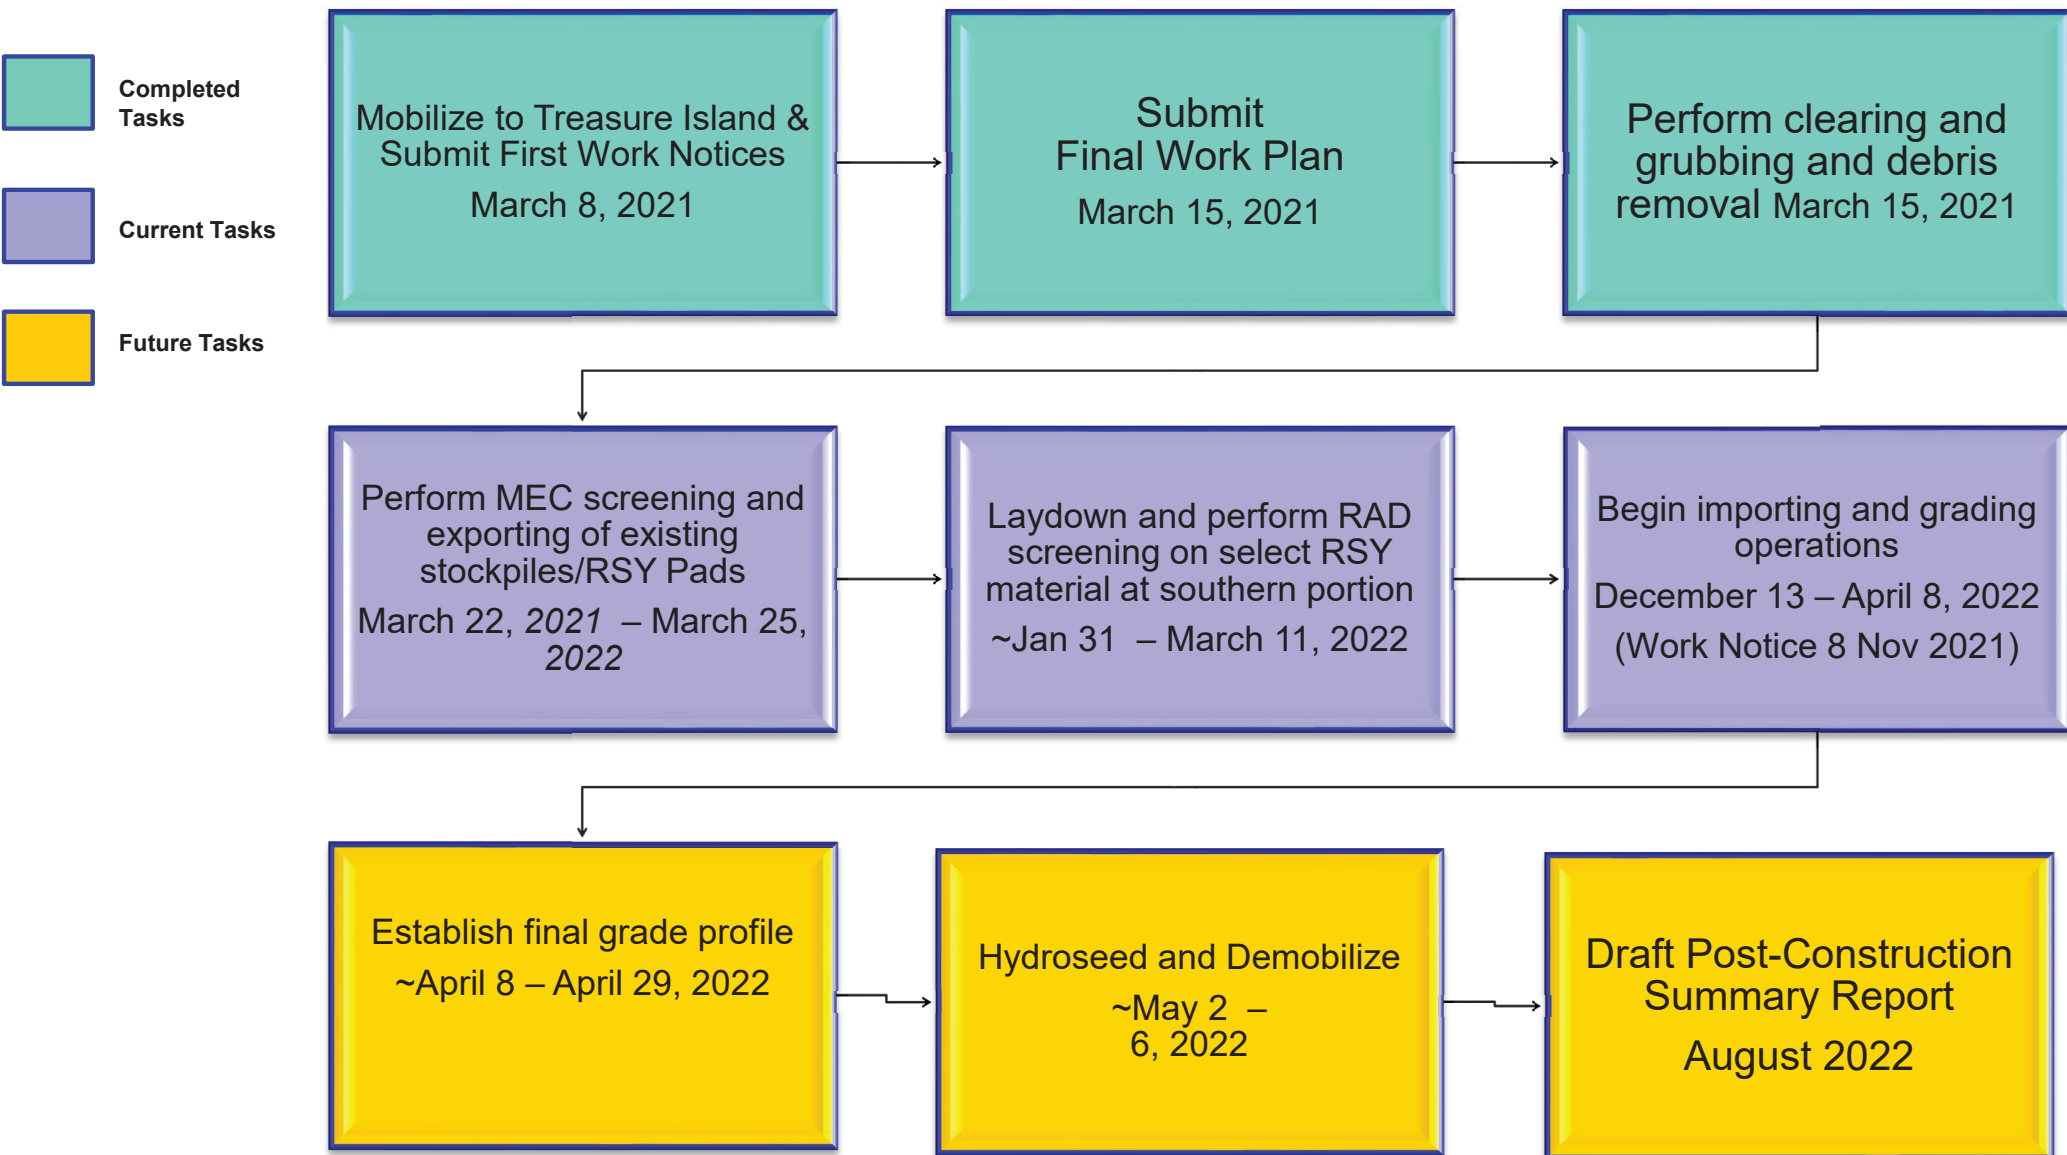 Completed
Tasks
Current Tasks
Future Tasks
Mobilize to Treasure Island &
Submit First Work Notices
March 8, 2021
Submit
Final Work Plan
March 15, 2021
Perform clearing and
grubbing and debris
removal March 15, 2021
Perform MEC screening and
exporting of existing
stockpiles/RSY Pads
March 22, 2021 – March 25,
2022
Laydown and perform RAD
screening on select RSY
material at southern portion
~Jan 31 – March 11, 2022
Begin importing and grading
operations
December 13 – April 8, 2022
(Work Notice 8 Nov 2021)
Establish final grade profile
~April 8 – April 29, 2022
Hydroseed and Demobilize
~May 2 –
6, 2022
Draft Post-Construction
Summary Report
August 2022